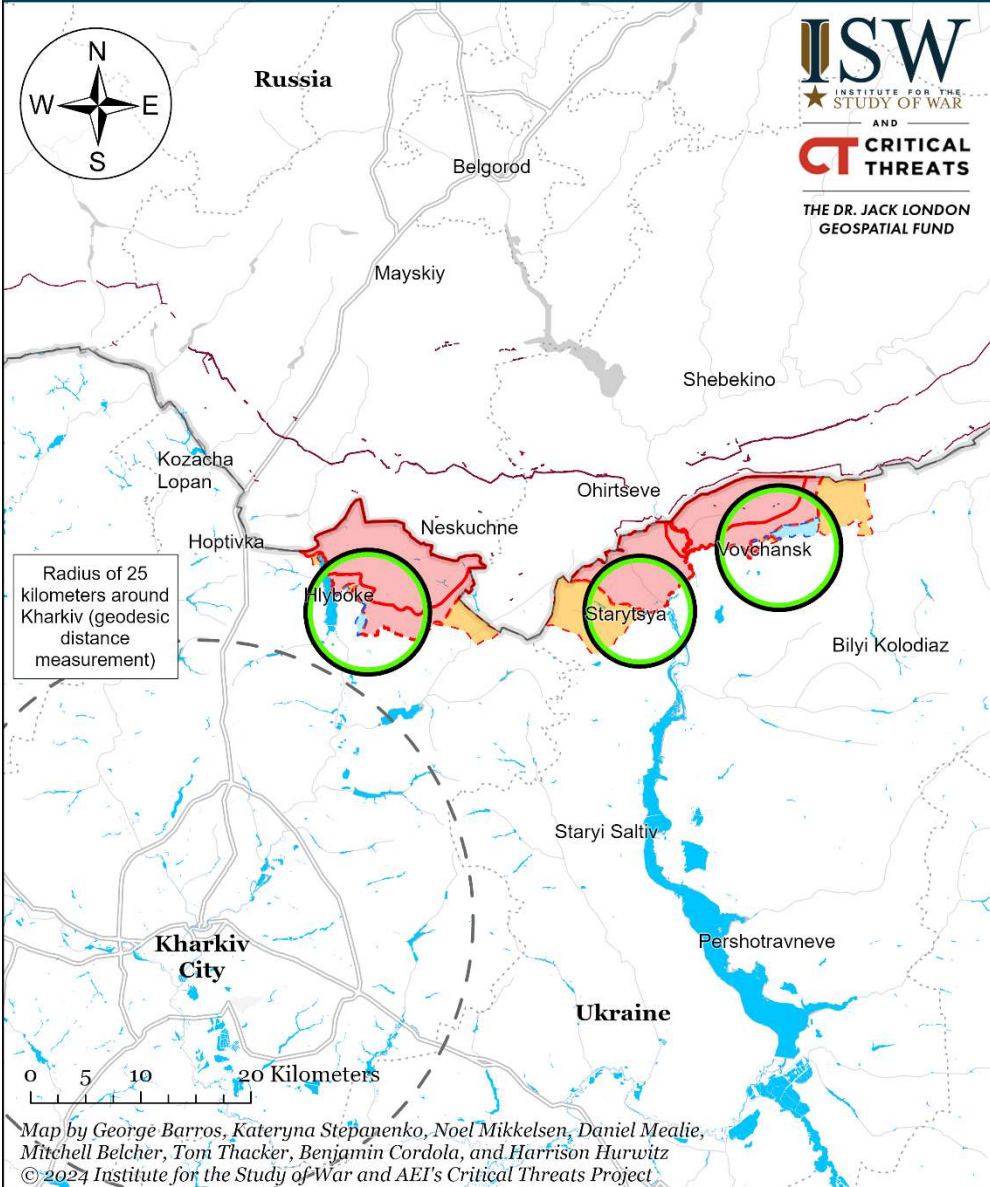 N
W E
S
Russia
ISW
INSTITUTE FOR THE
STUDY OF WAR
AND
CT CRITICAL
THREATS
THE DR. JACK LONDON
GEOSPATIAL FUND
Belgorod
Mayskiy
Shebekino
Kozacha
Lopan
Ohirtseve
Neskuchne
Hoptivka
Vovchansk
Radius of 25
kilometers around
Kharkiv (geodesic
distance
measurement)
Hlyboke
Starytsya
Bilyi Kolodiaz
Staryi Saltiv
Pershotravneve
Kharkiv
City
Ukraine
0 5 10 20 Kilometers
Map by George Barros, Kateryna Stepanenko, Noel Mikkelsen, Daniel Mealie,
Mitchell Belcher, Tom Thacker, Benjamin Cordola, and Harrison Hurwitz
© 2024 Institute for the Study of War and AEI's Critical Threats Project